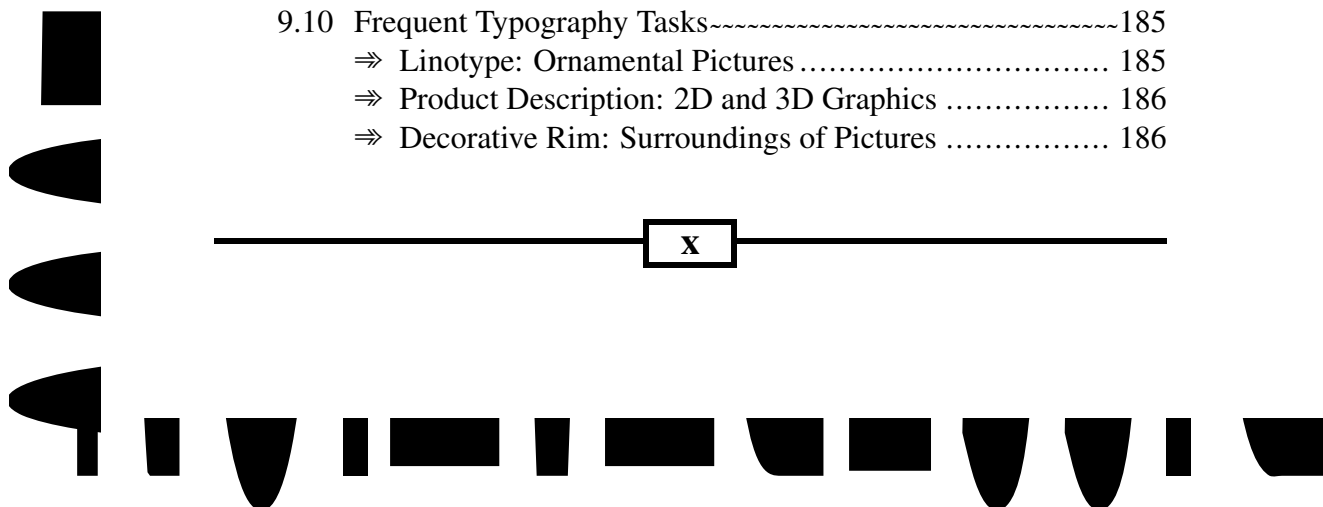 9.10 Frequent Typography Tasks~~~~~~~~~~~~~~~~~~~~~~~~~~~~~~~~~185
⇛ Linotype: Ornamental Pictures ............................... 185
⇛ Product Description: 2D and 3D Graphics ................. 186
⇛ Decorative Rim: Surroundings of Pictures ................. 186
x